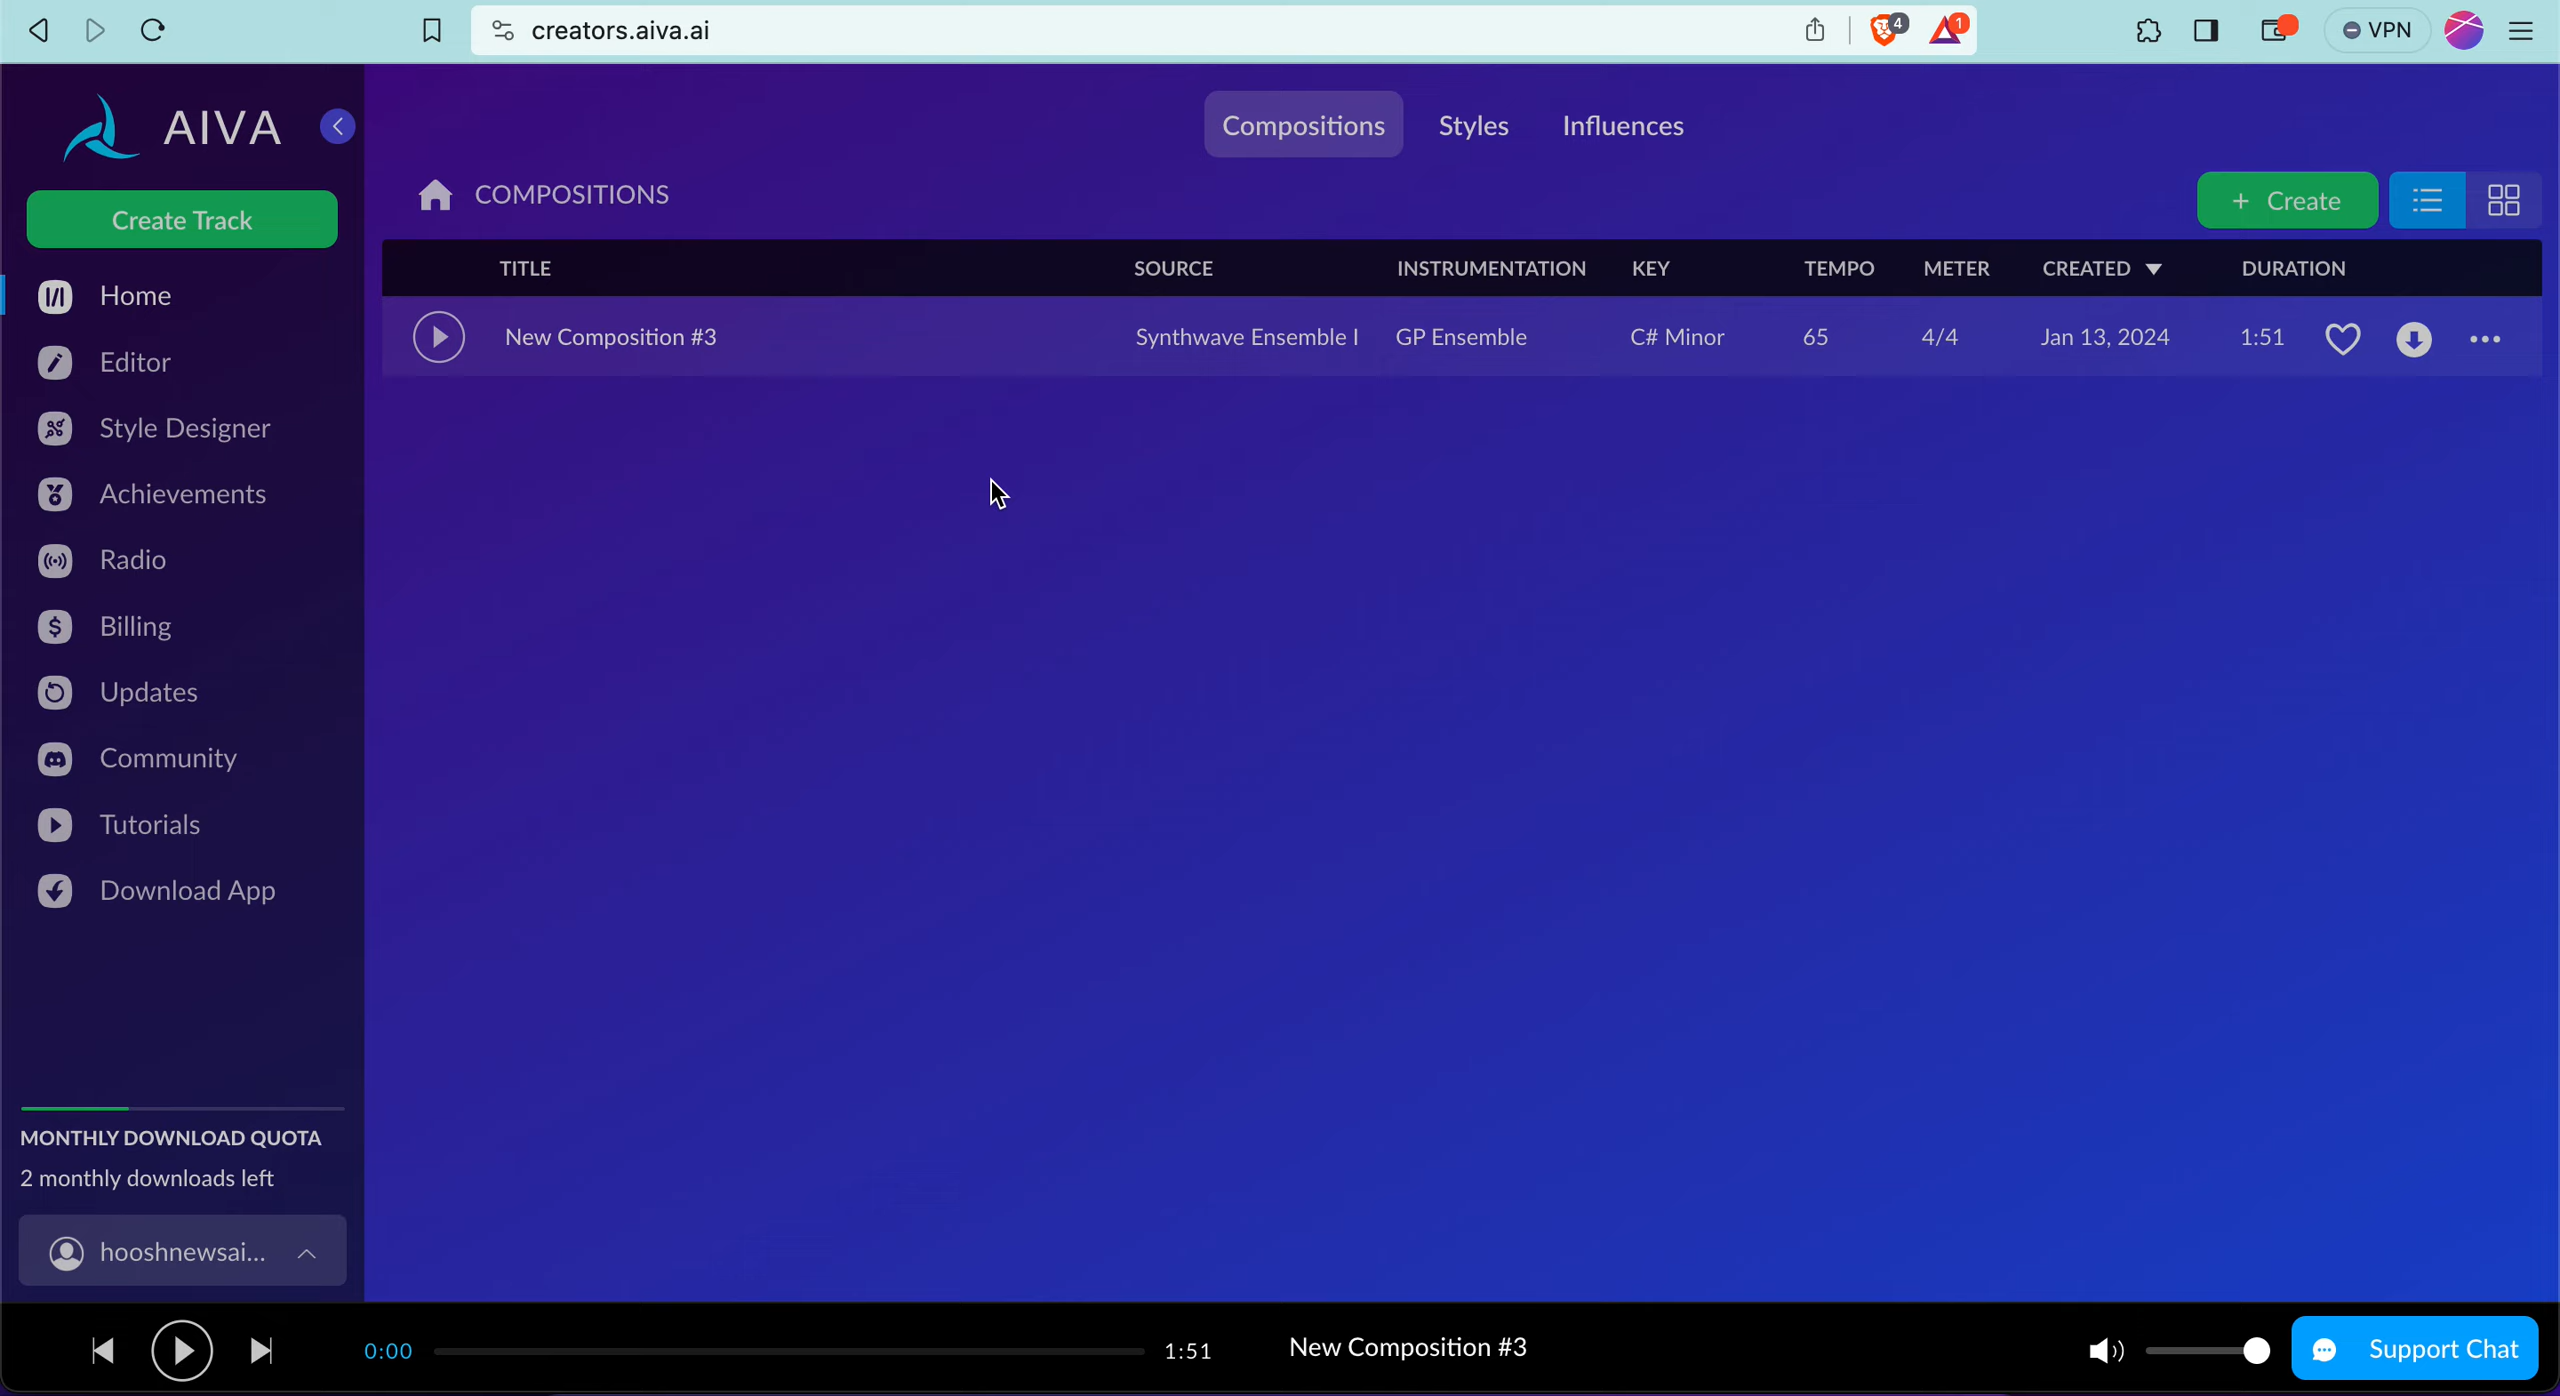 creators.aiva.ai
4
1
VPN
AIVA
Compositions Styles Influences
Create Track
COMPOSITIONS
+ Create
TITLE SOURCE INSTRUMENTATION KEY TEMPO METER CREATED ▼ DURATION
New Composition #3 Synthwave Ensemble I GP Ensemble C# Minor 65 4/4 Jan 13, 2024 1:51
Home
Editor
Style Designer
Achievements
Radio
Billing
Updates
Community
Tutorials
Download App
MONTHLY DOWNLOAD QUOTA
2 monthly downloads left
hooshnewsai...
0:00 1:51 New Composition #3 Support Chat